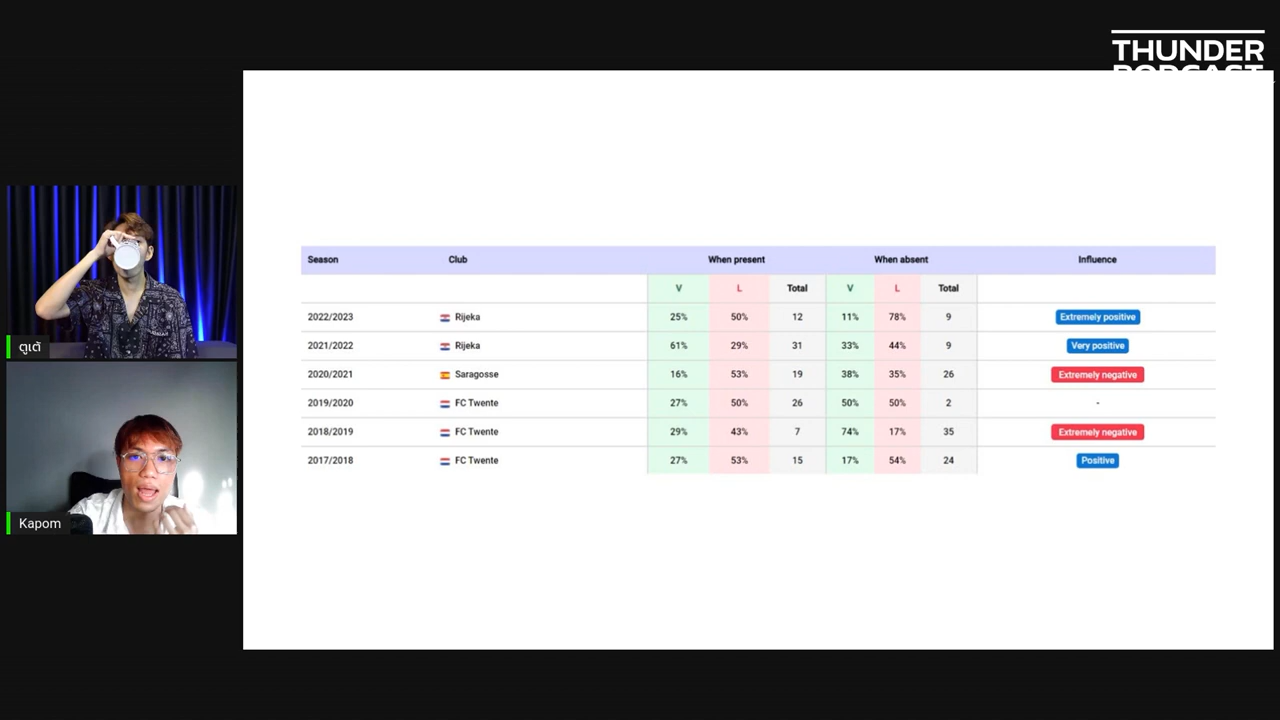 THUNDER
PODCAST
Season Club When present When absent Influence
V L Total V L Total
2022/2023 Rijeka 25% 50% 12 11% 78% 9 Extremely positive
2021/2022 Rijeka 61% 29% 31 33% 44% 9 Very positive
2020/2021 Saragosse 16% 53% 19 38% 35% 26 Extremely negative
2019/2020 FC Twente 27% 50% 26 50% 50% 2 -
2018/2019 FC Twente 29% 43% 7 74% 17% 35 Extremely negative
2017/2018 FC Twente 27% 53% 15 17% 54% 24 Positive
ตูเต้
Kapom